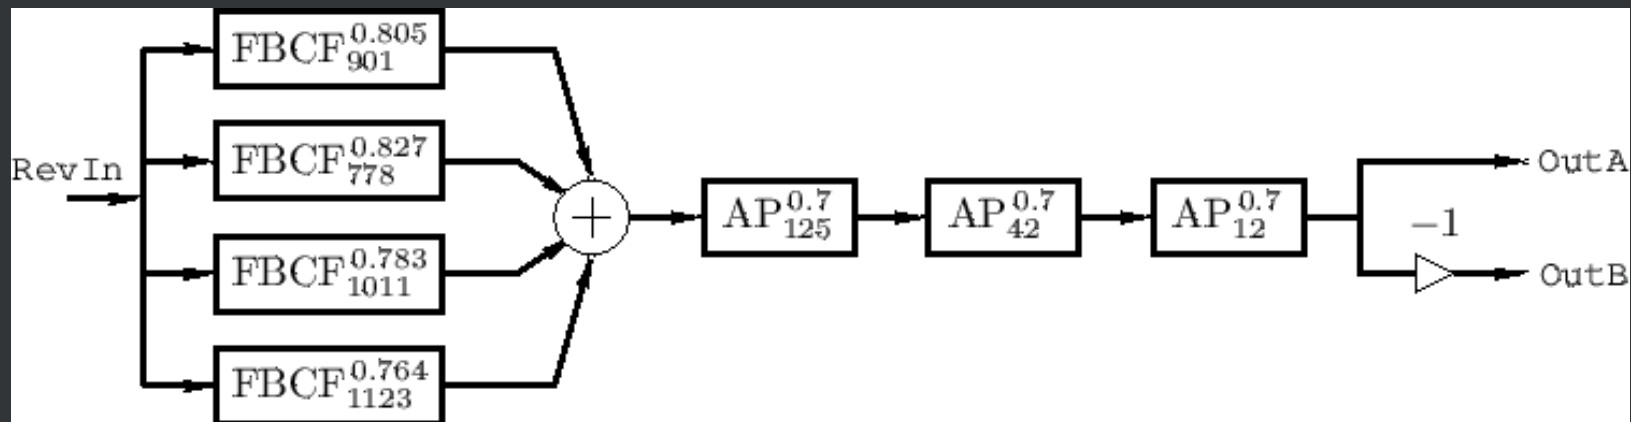 RevIn
FBCF 0.805 901
FBCF 0.827 778
FBCF 0.783 1011
FBCF 0.764 1123
+
AP 0.7 125
AP 0.7 42
AP 0.7 12
OutA
−1
OutB